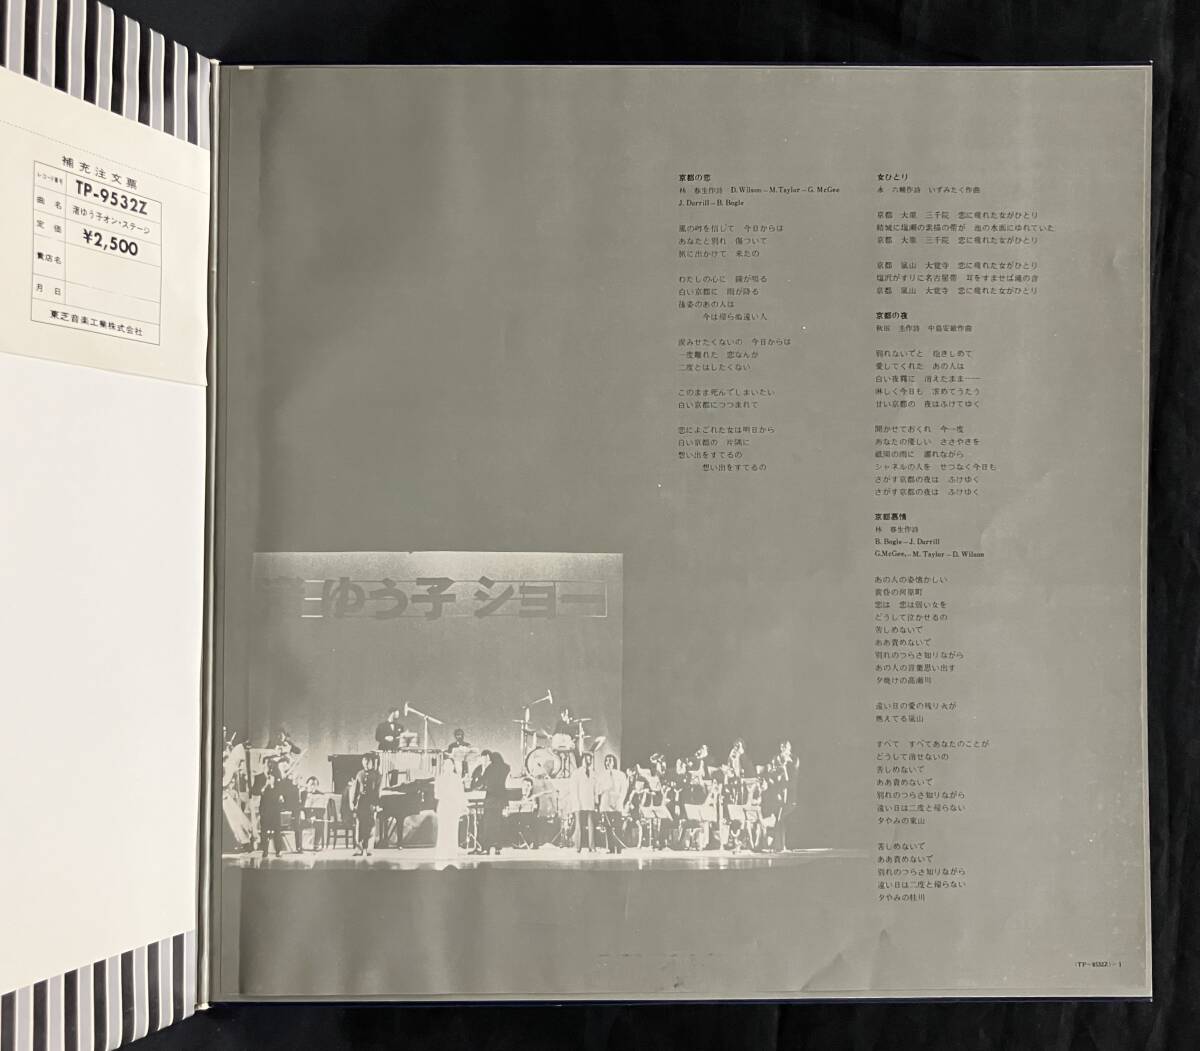 補充注文票
レコード番号 TP-9532Z
曲名 渚ゆう子オン・ステージ
定価 ¥2,500
貴店名
月日
東芝音楽工業株式会社
ゆう子 ショー
京都の恋
林 春生作詩 D. Wilson－M. Taylor－G. McGee
J. Durrill－B. Bogle
風の噂を信して 今日からは
あなたと別れ 傷ついて
旅に出かけて 来たの
わたしの心に 鐘が鳴る
白い京都に 雨が降る
後姿のあの人は
今は帰らぬ遠い人
涙みせたくないの 今日からは
一度離れた 恋なんか
二度とはしたくない
このまま死んでしまいたい
白い京都につつまれて
恋によごれた女は明日から
白い京都の 片隅に
想い出をすてるの
想い出をすてるの
女ひとり
永 六輔作詩 いずみたく作曲
京都 大原 三千院 恋に疲れた女がひとり
結城に塩瀬の素描の帯が 池の水面にゆれていた
京都 大原 三千院 恋に疲れた女がひとり
京都 嵐山 大覚寺 恋に疲れた女がひとり
塩沢がすりに名古屋帯 耳をすませば滝の音
京都 嵐山 大覚寺 恋に疲れた女がひとり
京都の夜
秋田 圭作詩 中島安敏作曲
別れないでと 抱きしめて
愛してくれた あの人は
白い夜霧に 消えたまま――
淋しく今日も 求めてうたう
甘い京都の 夜はふけてゆく
聞かせておくれ 今一度
あなたの優しい ささやきを
祇園の雨に 濡れながら
シャネルの人を せつなく今日も
さがす京都の夜は ふけゆく
さがす京都の夜は ふけゆく
京都慕情
林 春生作詩
B. Bogle－J. Durrill
G. McGee,－M. Taylor－D. Wilson
あの人の姿懐かしい
黄昏の河原町
恋は 恋は弱い女を
どうして泣かせるの
苦しめないで
ああ責めないで
別れのつらさ知りながら
あの人の言葉思い出す
夕焼けの高瀬川
遠い日の愛の残り火が
燃えてる嵐山
すべて すべてあなたのことが
どうして消せないの
苦しめないで
ああ責めないで
別れのつらさ知りながら
遠い日は二度と帰らない
夕やみの東山
苦しめないで
ああ責めないで
別れのつらさ知りながら
遠い日は二度と帰らない
夕やみの桂川
(TP－9532Z)－1